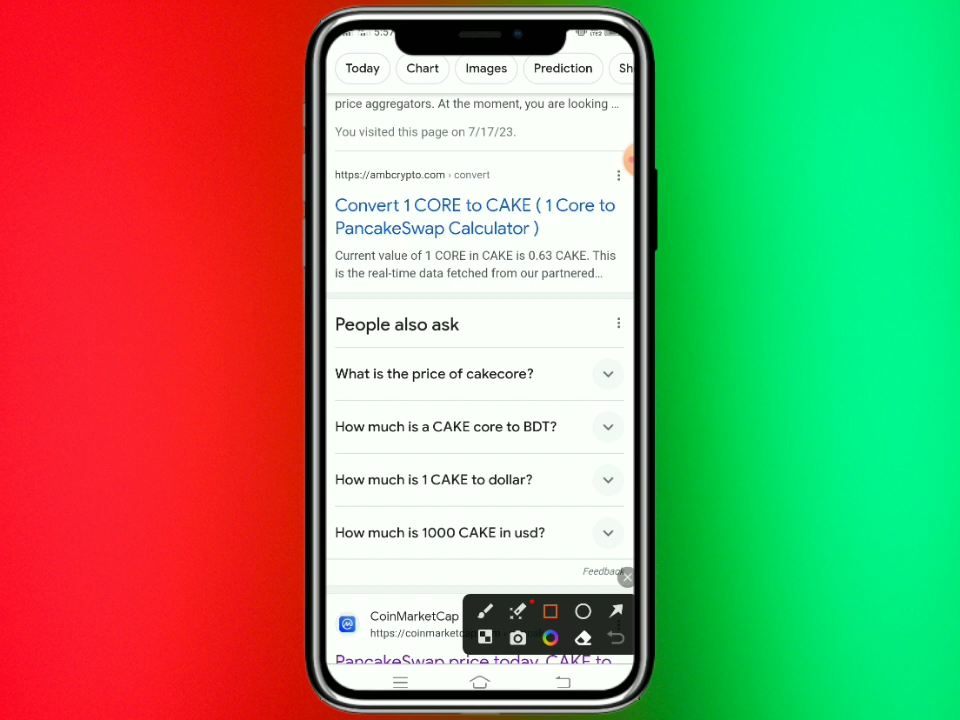 5:57
Today Chart Images Prediction
price aggregators. At the moment, you are looking ...
You visited this page on 7/17/23.
https://ambcrypto.com › convert
Convert 1 CORE to CAKE ( 1 Core to
PancakeSwap Calculator )
Current value of 1 CORE in CAKE is 0.63 CAKE. This
is the real-time data fetched from our partnered...
People also ask
What is the price of cakecore?
How much is a CAKE core to BDT?
How much is 1 CAKE to dollar?
How much is 1000 CAKE in usd?
Feedback
CoinMarketCap
PancakeSwap price today, CAKE to